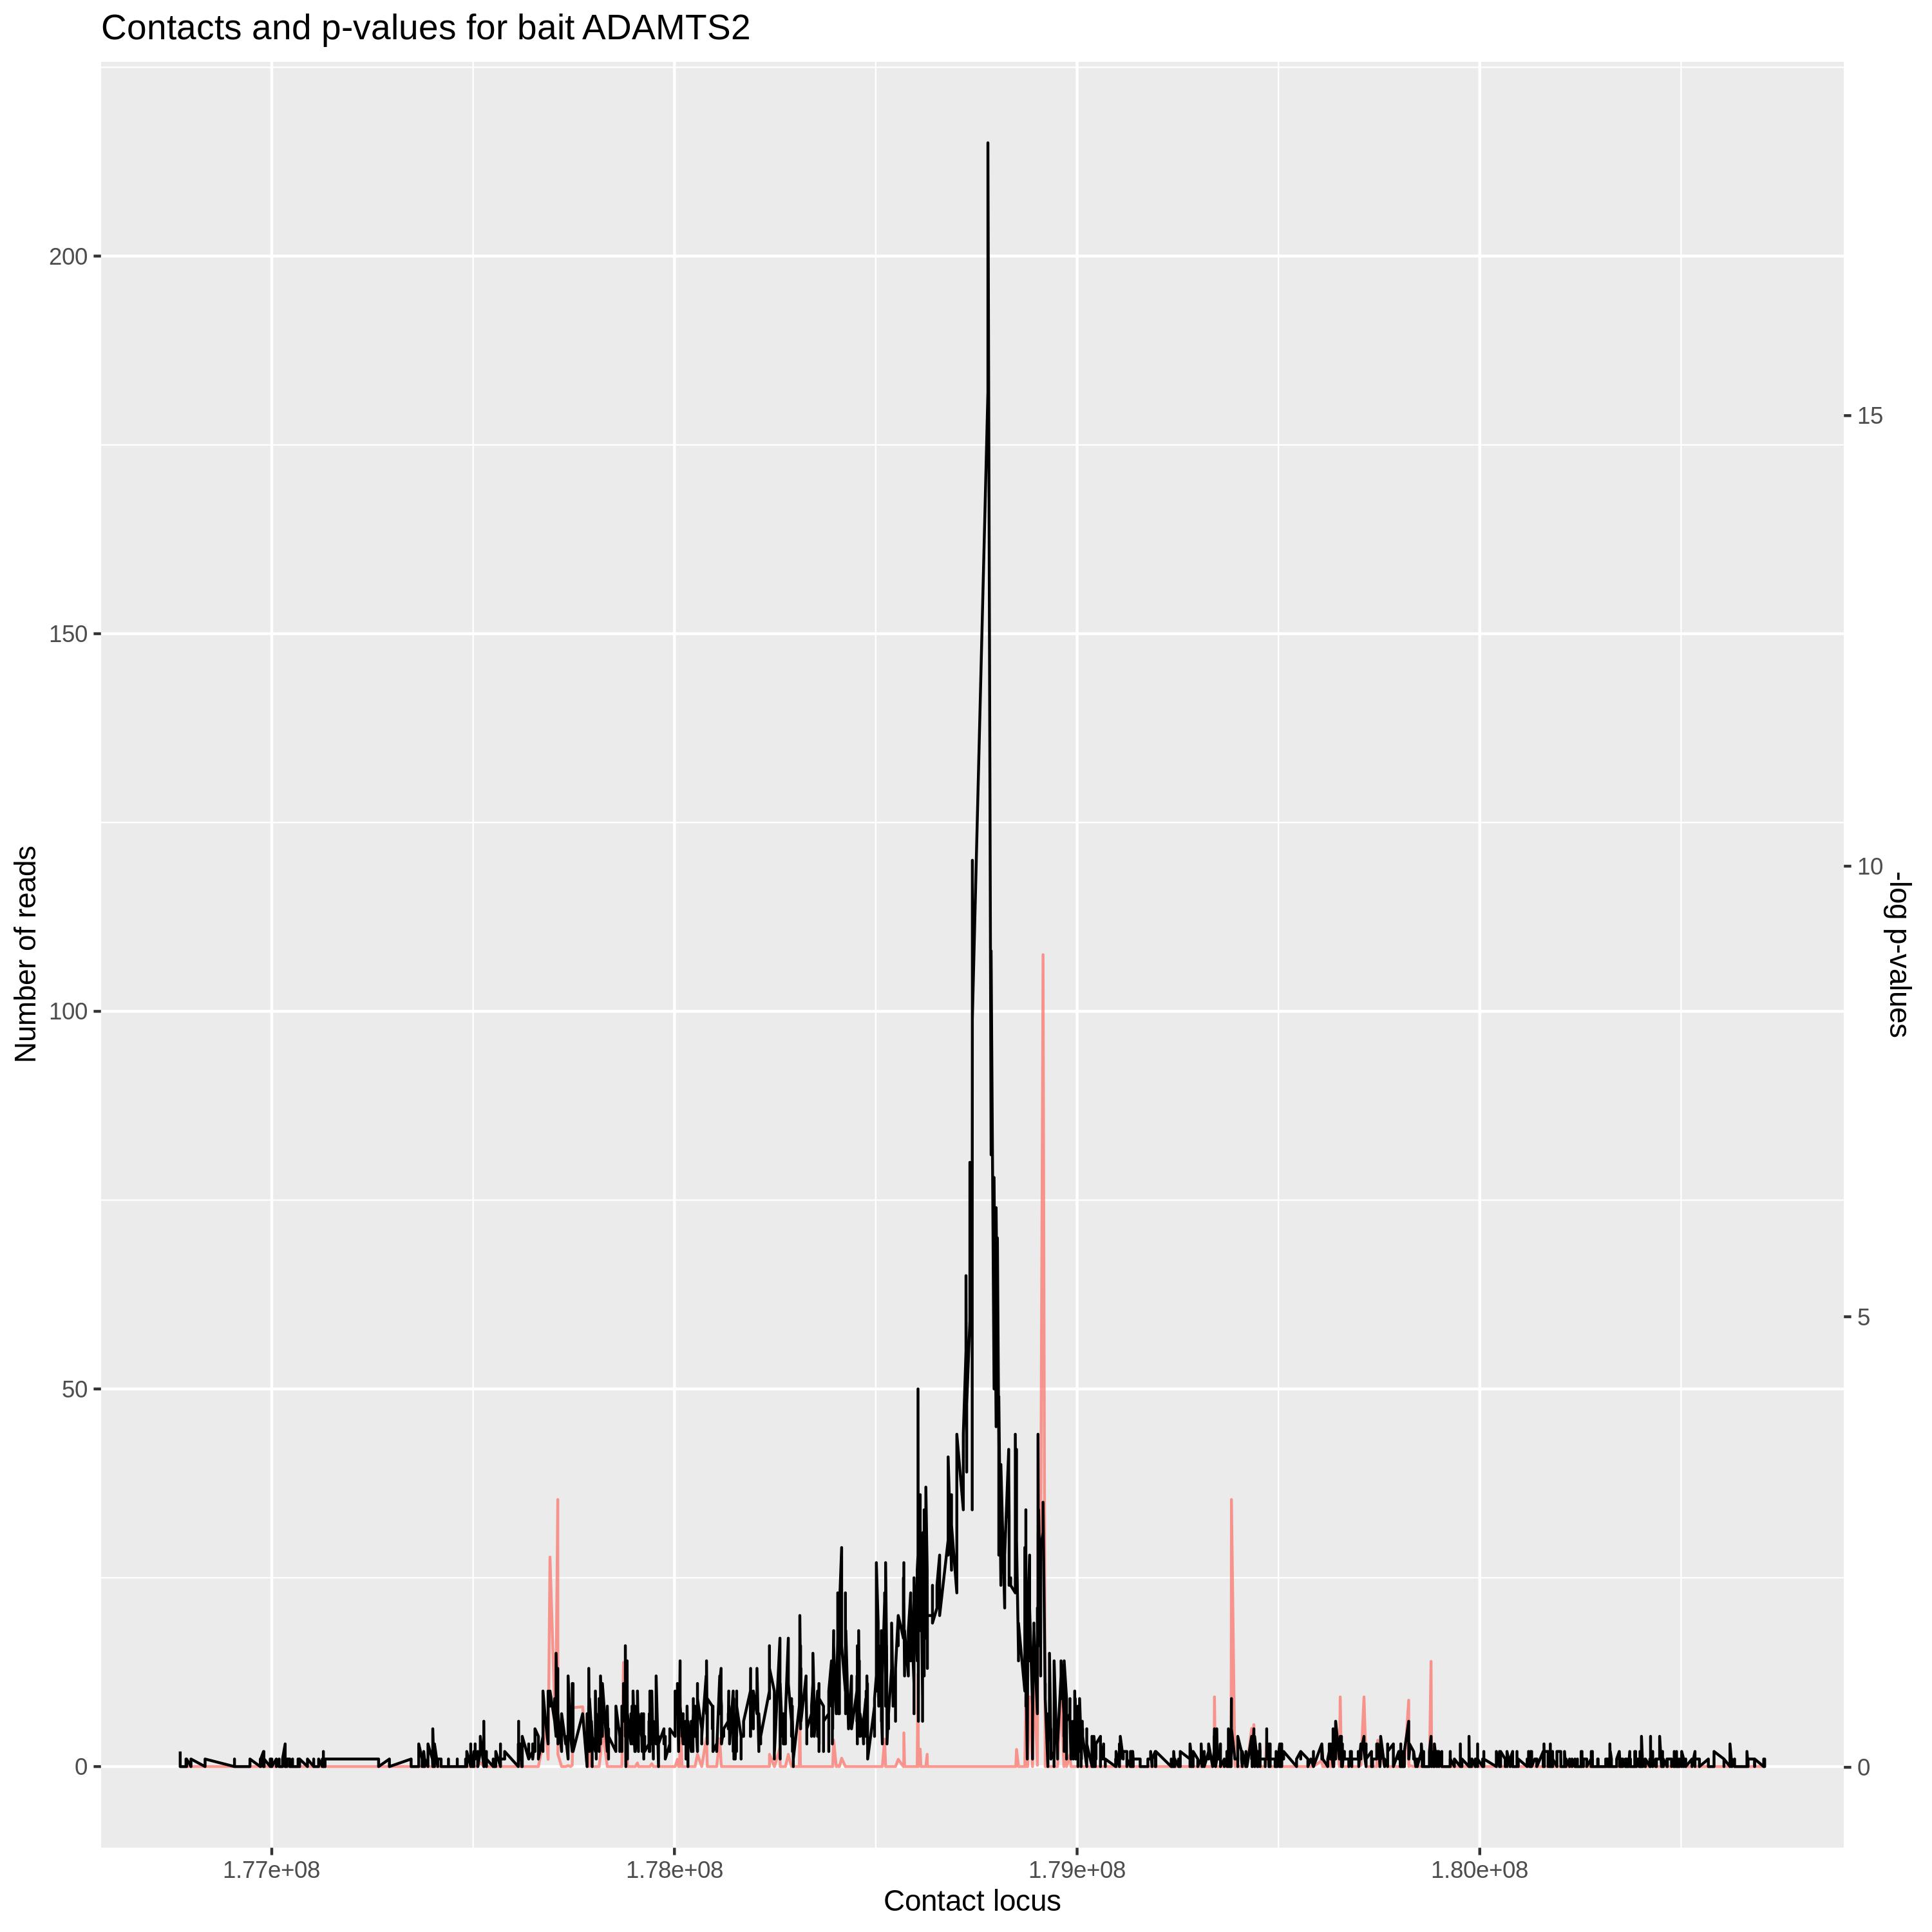 Contacts and p-values for bait ADAMTS2
200
150
100
50
0
Number of reads
15
10
5
0
-log p-values
1.77e+08
1.78e+08
1.79e+08
1.80e+08
Contact locus